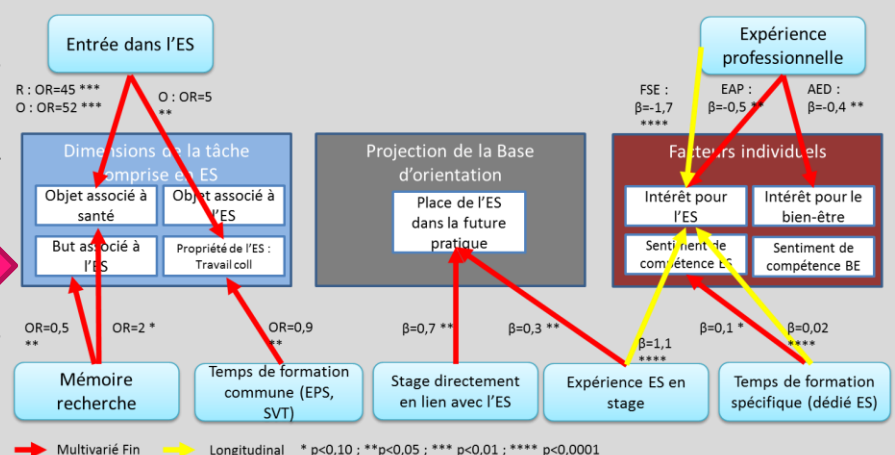 Entrée dans l'ES
Expérience
professionnelle
R : OR=45 ***
O : OR=52 ***
O : OR=5
**
FSE :
β=-1,7
****
EAP :
β=-0,5 **
AED :
β=-0,4 **
Dimensions de la tâche
comprise en ES
Objet associé à
santé
Objet associé à
l'ES
But associé à
l'ES
Propriété de l'ES :
Travail coll
Projection de la Base
d'orientation
Place de l'ES
dans la future
pratique
Facteurs individuels
Intérêt pour
l'ES
Intérêt pour le
bien-être
Sentiment de
compétence ES
Sentiment de
compétence BE
OR=0,5
**
OR=2 *
OR=0,9
**
β=0,7 **
β=0,3 **
β=1,1
****
β=0,1 *
β=0,02
****
Mémoire
recherche
Temps de formation
commune (EPS,
SVT)
Stage directement
en lien avec l'ES
Expérience ES en
stage
Temps de formation
spécifique (dédié ES)
Multivarié Fin
Longitudinal
* p<0,10 ; **p<0,05 ; *** p<0,01 ; **** p<0,0001